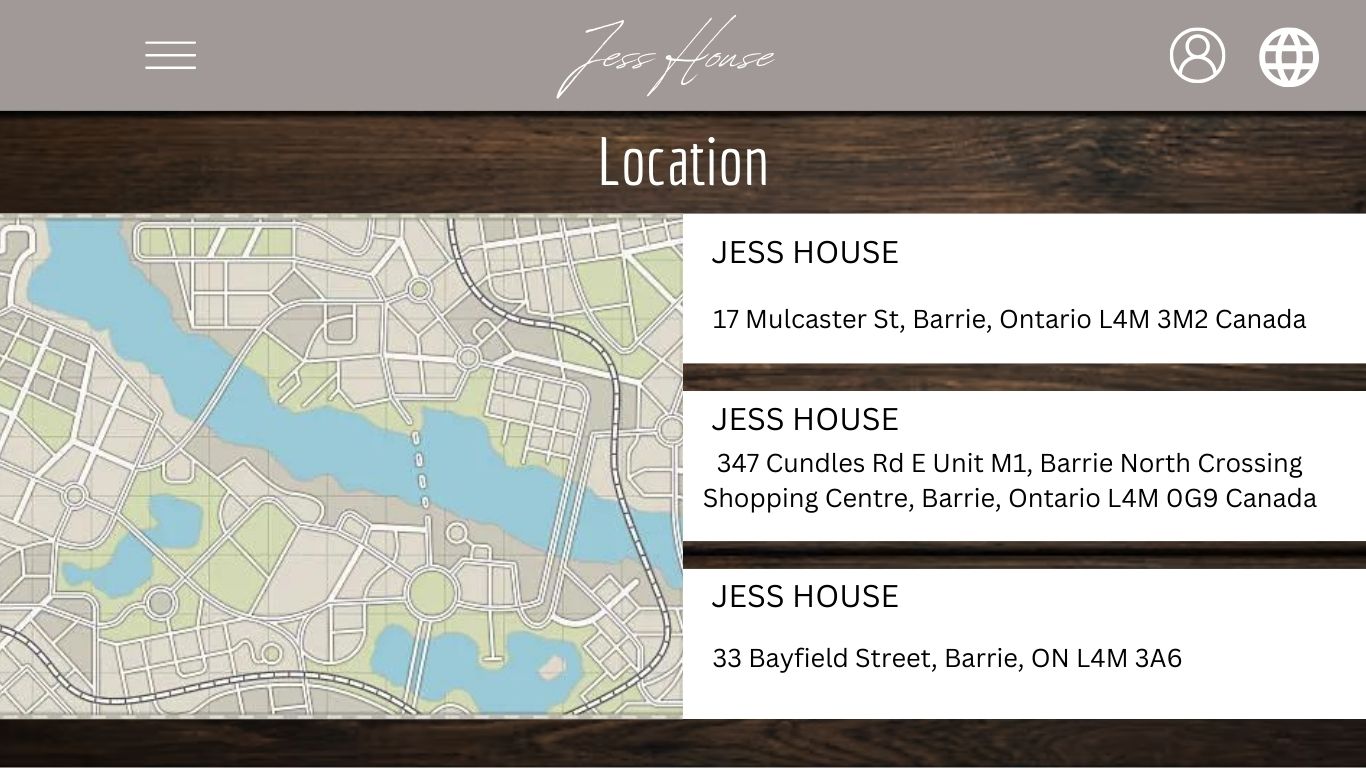 Jess House
Location
JESS HOUSE
17 Mulcaster St, Barrie, Ontario L4M 3M2 Canada
JESS HOUSE
347 Cundles Rd E Unit M1, Barrie North Crossing
Shopping Centre, Barrie, Ontario L4M 0G9 Canada
JESS HOUSE
33 Bayfield Street, Barrie, ON L4M 3A6